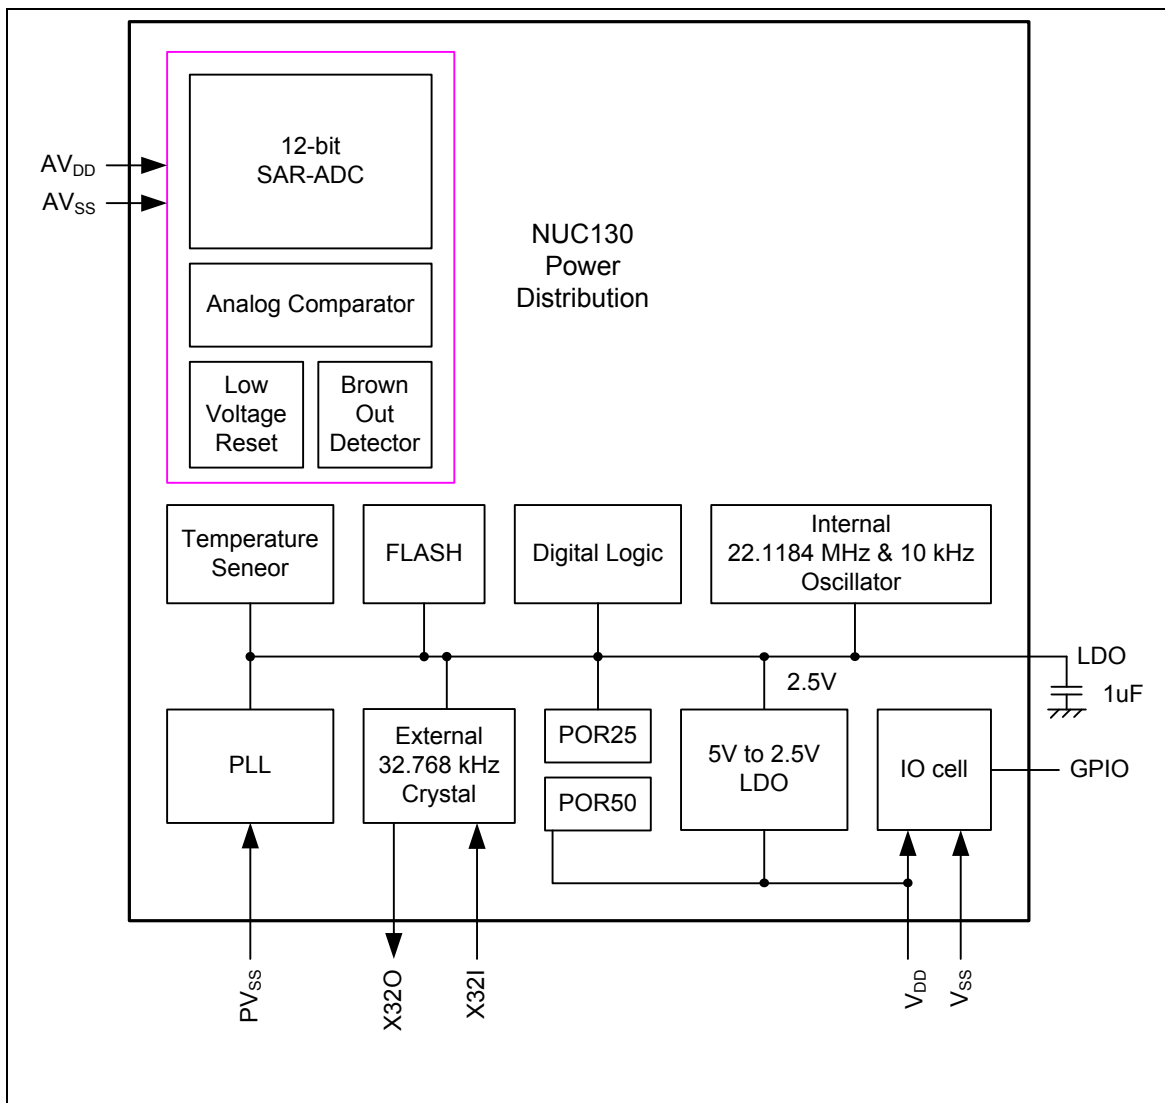 12-bit
SAR-ADC
AVDD
AVSS
NUC130
Power
Distribution
Analog Comparator
Low
Voltage
Reset
Brown
Out
Detector
Temperature
Seneor
FLASH
Digital Logic
Internal
22.1184 MHz & 10 kHz
Oscillator
LDO
2.5V
1uF
PLL
External
32.768 kHz
Crystal
POR25
POR50
5V to 2.5V
LDO
IO cell
GPIO
PVSS
X32O
X32I
VDD
VSS